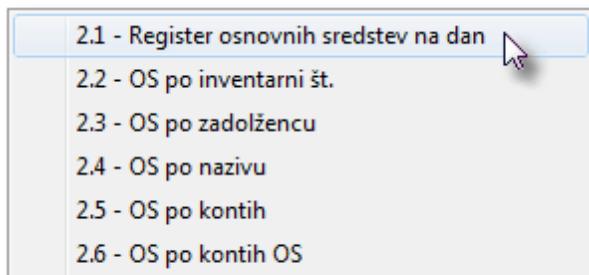 2.1 - Register osnovnih sredstev na dan
2.2 - OS po inventarni št.
2.3 - OS po zadolžencu
2.4 - OS po nazivu
2.5 - OS po kontih
2.6 - OS po kontih OS